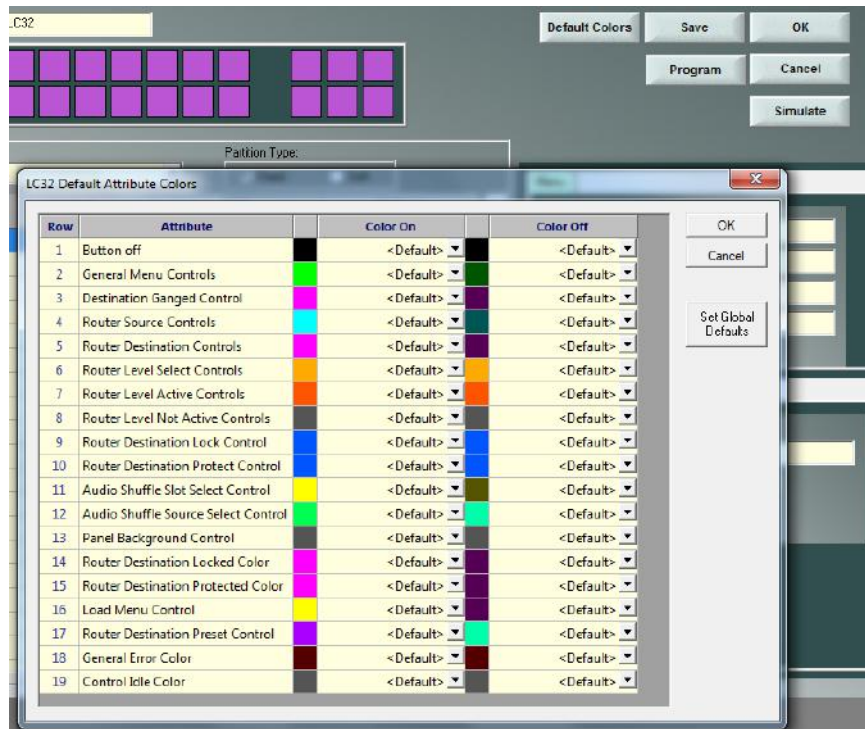 LC32
Default Colors Save OK
Program Cancel
Simulate
Partition Type:
LC32 Default Attribute Colors
Row Attribute Color On Color Off
1 Button off <Default> <Default>
2 General Menu Controls <Default> <Default>
3 Destination Ganged Control <Default> <Default>
4 Router Source Controls <Default> <Default>
5 Router Destination Controls <Default> <Default>
6 Router Level Select Controls <Default> <Default>
7 Router Level Active Controls <Default> <Default>
8 Router Level Not Active Controls <Default> <Default>
9 Router Destination Lock Control <Default> <Default>
10 Router Destination Protect Control <Default> <Default>
11 Audio Shuffle Slot Select Control <Default> <Default>
12 Audio Shuffle Source Select Control <Default> <Default>
13 Panel Background Control <Default> <Default>
14 Router Destination Locked Color <Default> <Default>
15 Router Destination Protected Color <Default> <Default>
16 Load Menu Control <Default> <Default>
17 Router Destination Preset Control <Default> <Default>
18 General Error Color <Default> <Default>
19 Control Idle Color <Default> <Default>
OK
Cancel
Set Global
Defaults